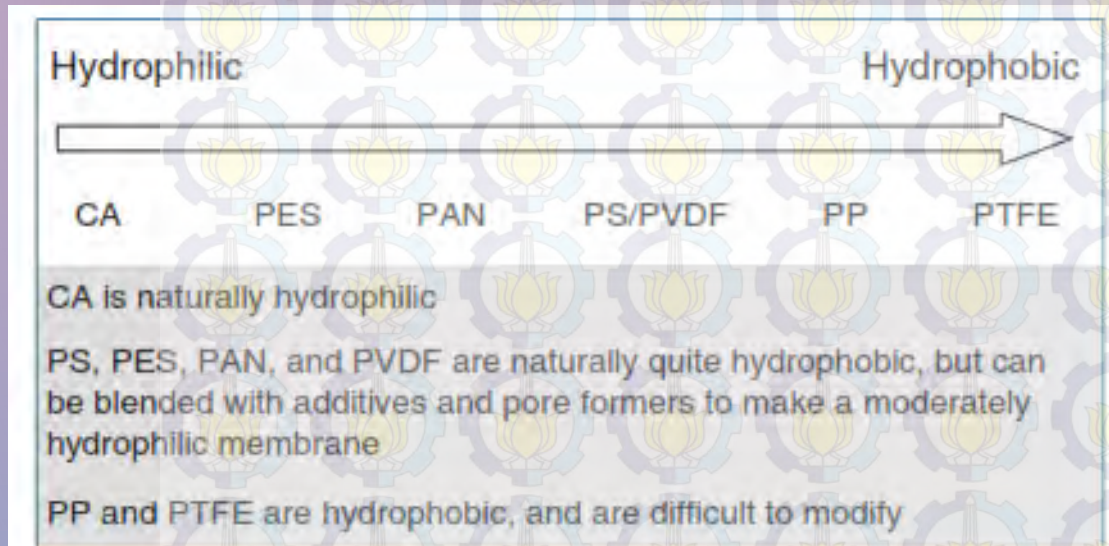 Hydrophilic Hydrophobic
CA PES PAN PS/PVDF PP PTFE
CA is naturally hydrophilic
PS, PES, PAN, and PVDF are naturally quite hydrophobic, but can
be blended with additives and pore formers to make a moderately
hydrophilic membrane
PP and PTFE are hydrophobic, and are difficult to modify